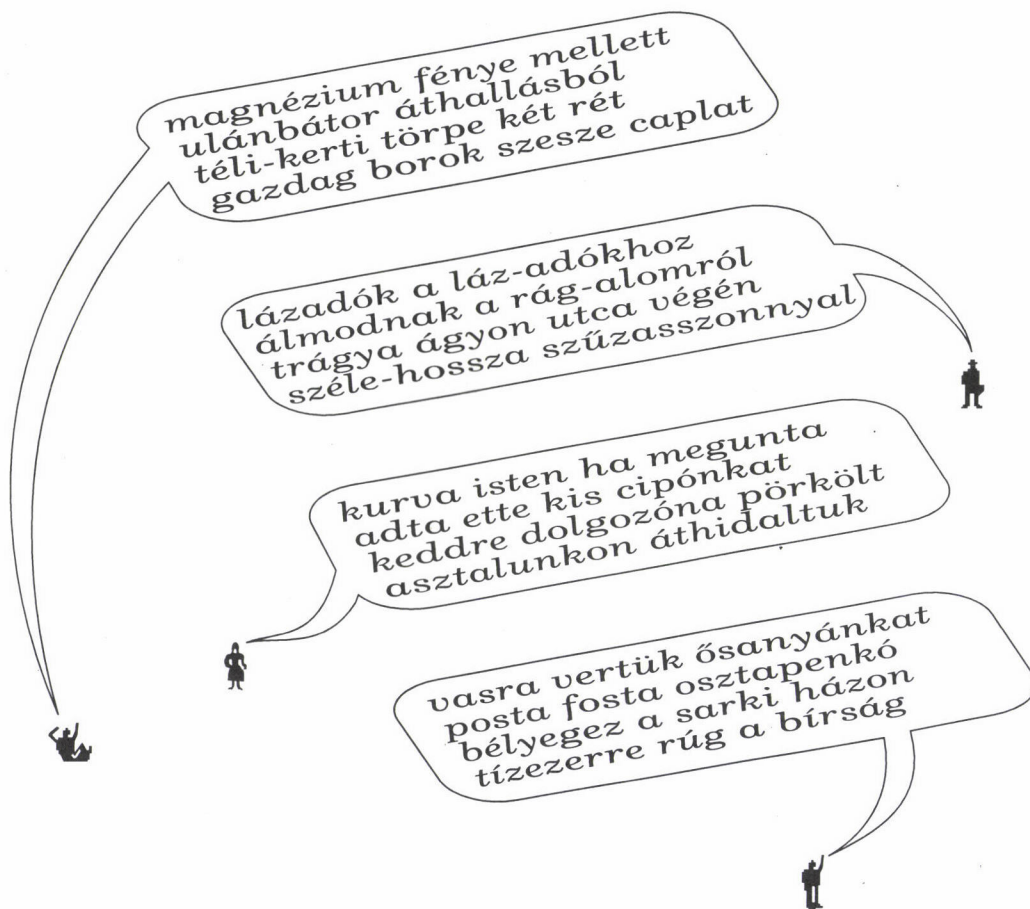 magnézium fénye mellett
ulánbátor áthallásból
téli-kerti törpe két rét
gazdag borok szesze caplat
lázadók a láz-adókhoz
álmodnak a rág-alomról
trágya ágyon utca végén
széle-hossza szűzasszonnyal
kurva isten ha megunta
adta ette kis cipónkat
keddre dolgozóna pörkölt
asztalunkon áthidaltuk
vasra vertük ősanyánkat
posta fosta osztapenkó
bélyegez a sarki házon
tízezerre rúg a bírság